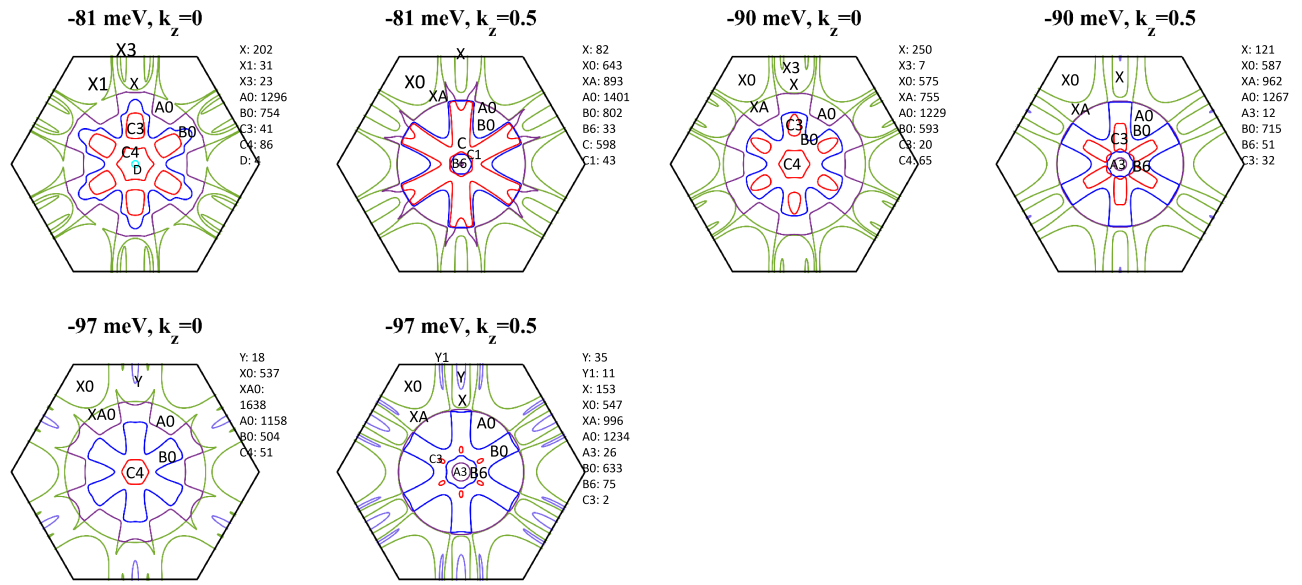 -81 meV, kz=0
X3
X1
X
A0
C3
B0
C4
D
X: 202
X1: 31
X3: 23
A0: 1296
B0: 754
C3: 41
C4: 86
D: 4
-81 meV, kz=0.5
X
X0
XA
A0
B0
C
C1
B6
X: 82
X0: 643
XA: 893
A0: 1401
B0: 802
B6: 33
C: 598
C1: 43
-90 meV, kz=0
X3
X0
X
XA
A0
C3
B0
C4
X: 250
X3: 7
X0: 575
XA: 755
A0: 1229
B0: 593
C3: 20
C4: 65
-90 meV, kz=0.5
X0
X
XA
A0
B0
C3
A3
B6
X: 121
X0: 587
XA: 962
A0: 1267
A3: 12
B0: 715
B6: 51
C3: 32
-97 meV, kz=0
X0
Y
XA0
A0
B0
C4
Y: 18
X0: 537
XA0:
1638
A0: 1158
B0: 504
C4: 51
-97 meV, kz=0.5
Y1
Y
X0
X
XA
A0
B0
C3
A3
B6
Y: 35
Y1: 11
X: 153
X0: 547
XA: 996
A0: 1234
A3: 26
B0: 633
B6: 75
C3: 2